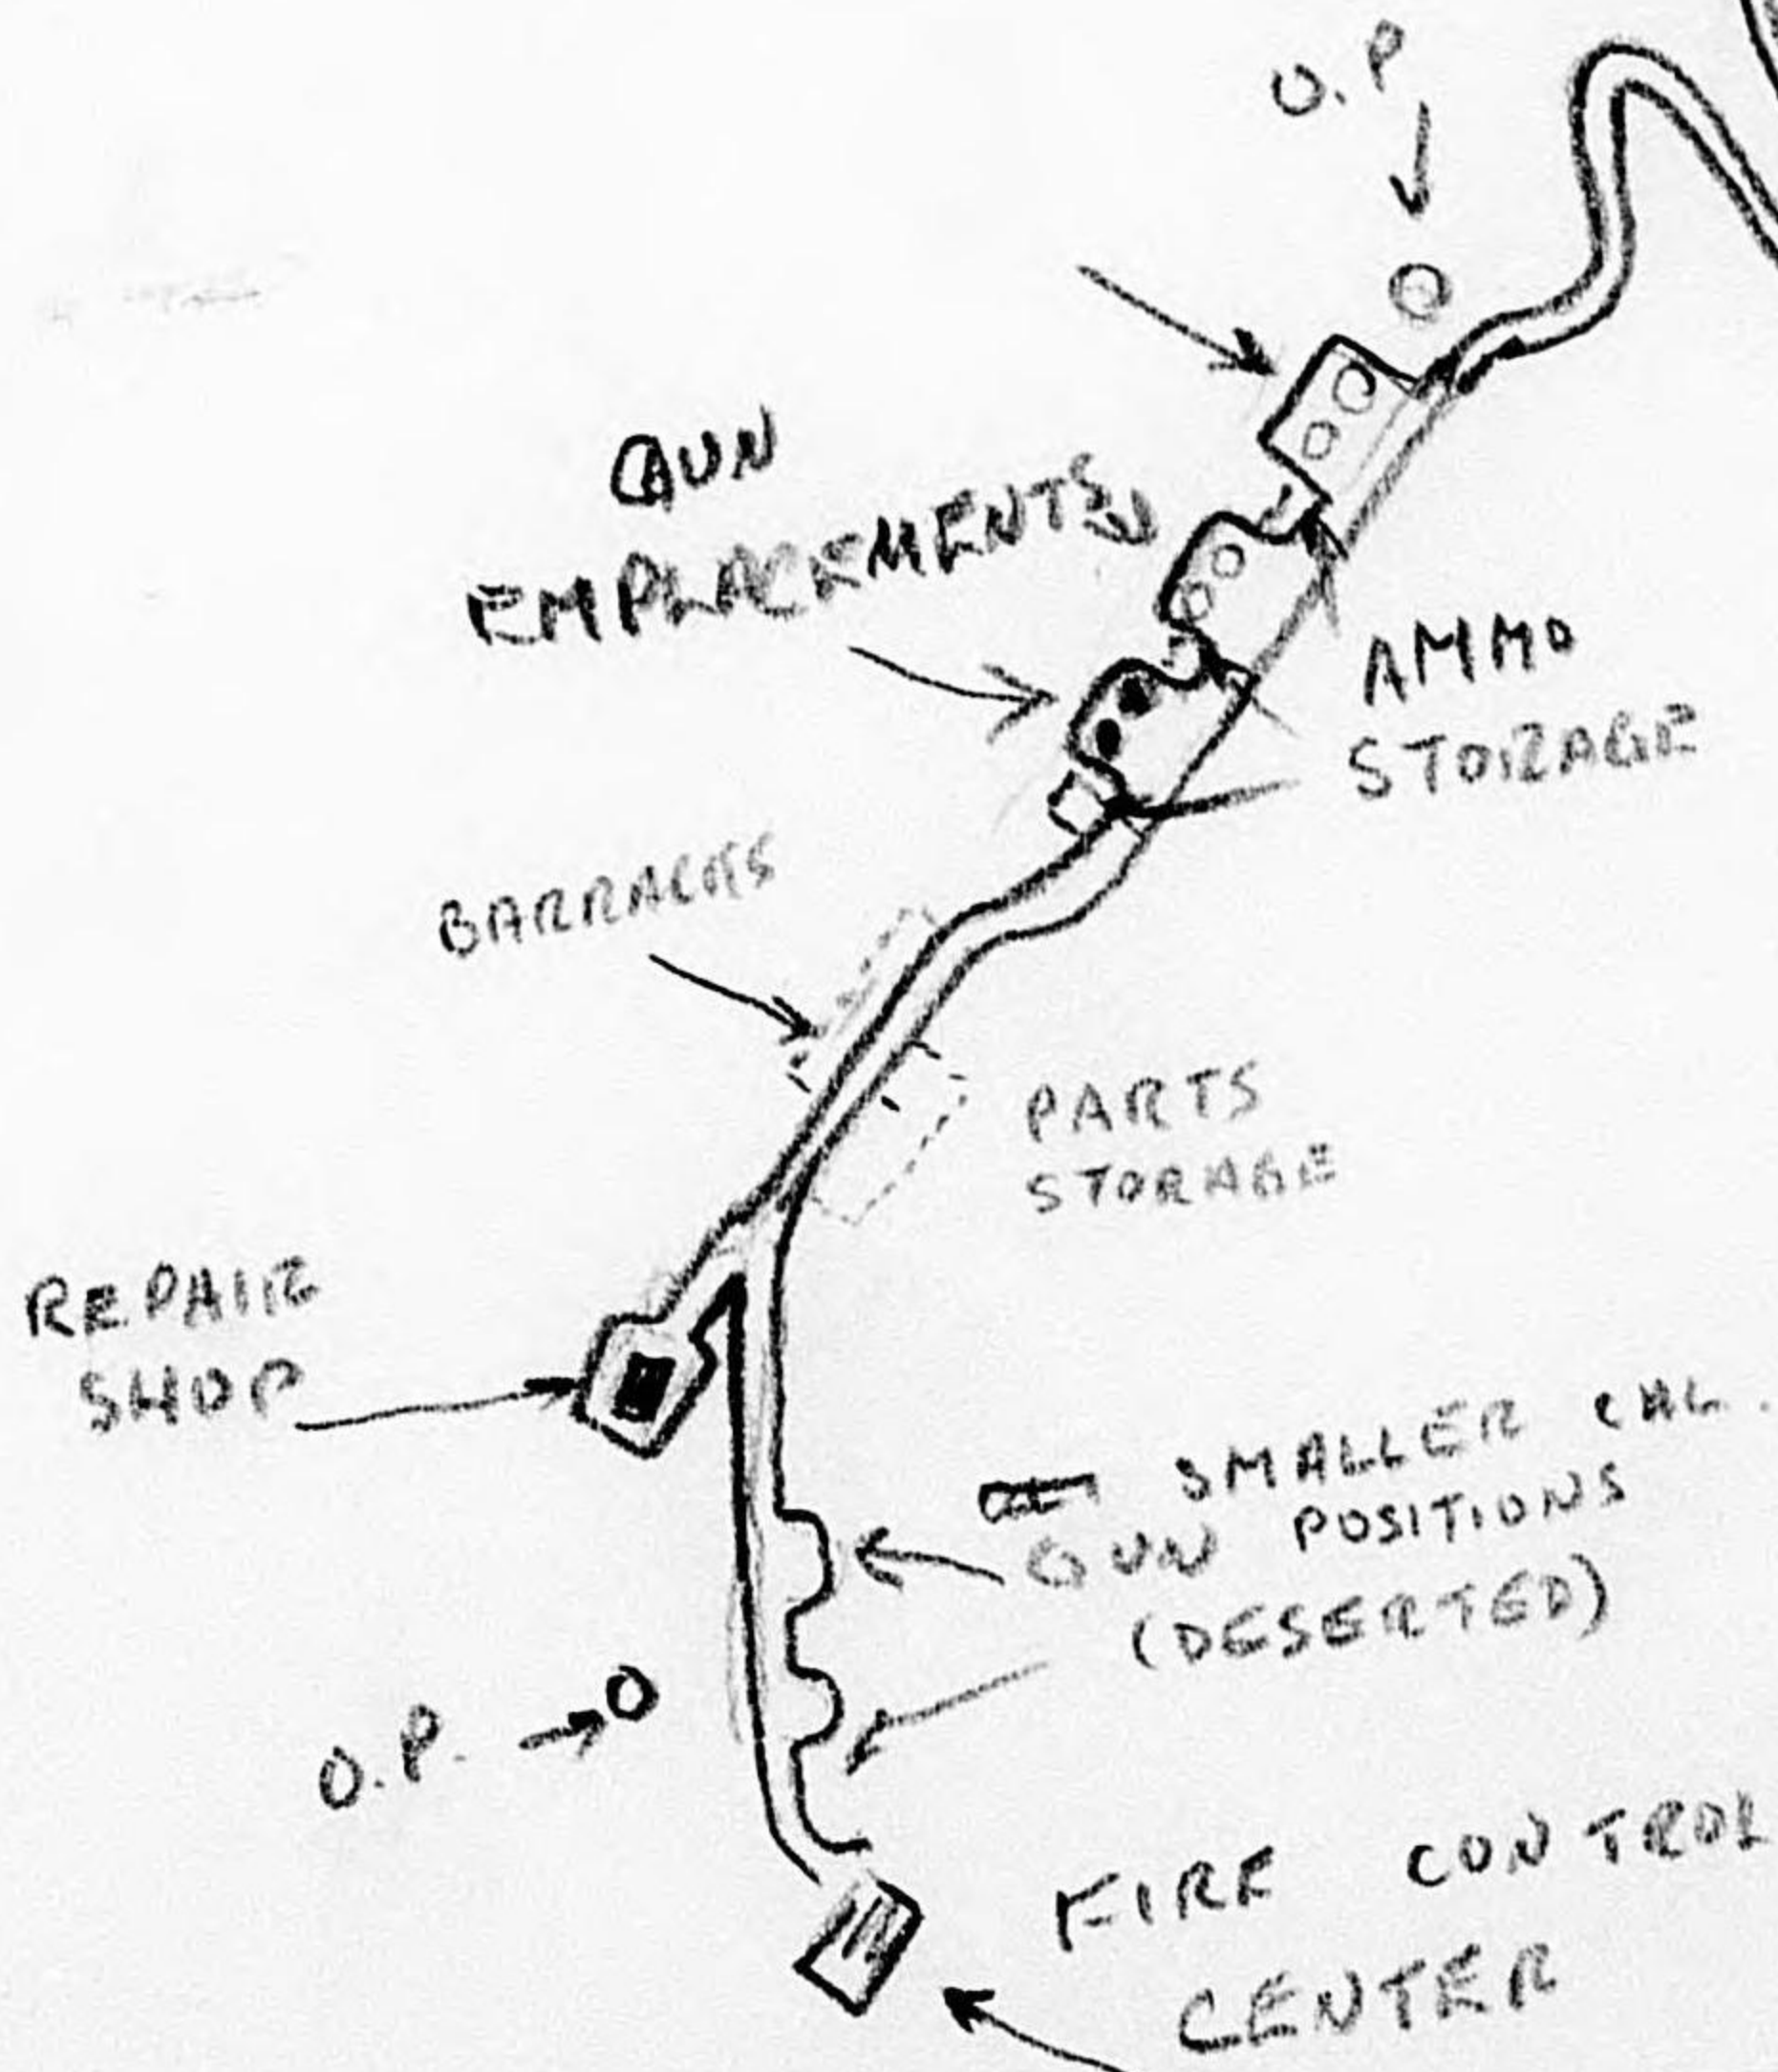 O. P
GUN
EMPLACEMENTS
AMMO
STORAGE
BARRACKS
PARTS
STORAGE
REPAIR
SHOP
SMALLER CAL.
GUN POSITIONS
(DESERTED)
O.P.
FIRE CONTROL
CENTER